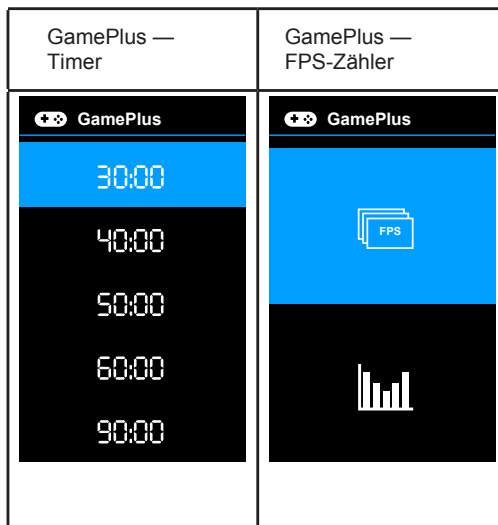 GamePlus —
Timer
GamePlus —
FPS-Zähler
GamePlus
30:00
40:00
50:00
60:00
90:00
GamePlus
FPS